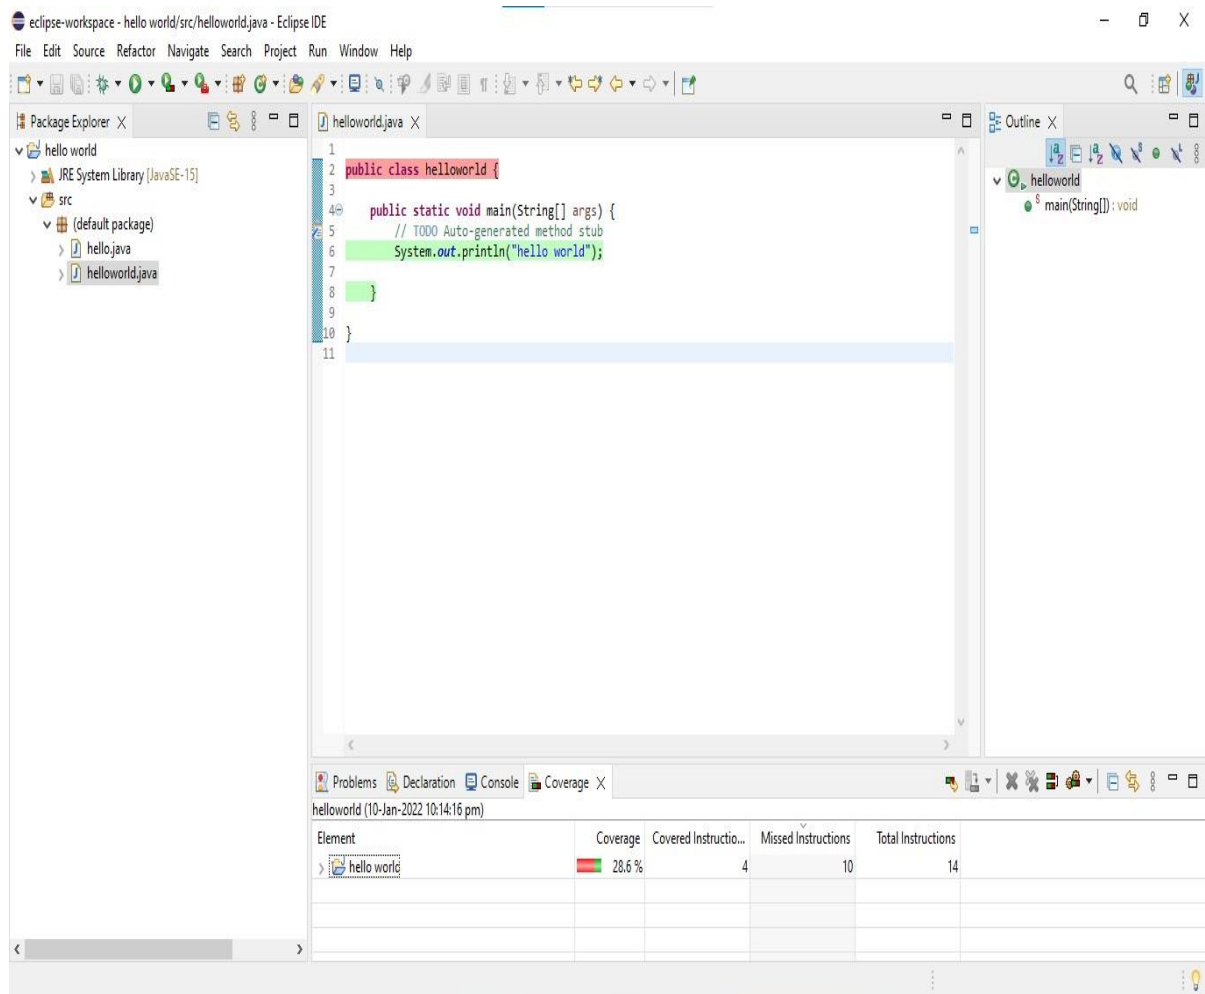 eclipse-workspace - hello world/src/helloworld.java - Eclipse IDE
File Edit Source Refactor Navigate Search Project Run Window Help
Package Explorer
hello world
JRE System Library [JavaSE-15]
src
(default package)
hello.java
helloworld.java
helloworld.java
1
2 public class helloworld {
3
4 public static void main(String[] args) {
5 // TODO Auto-generated method stub
6 System.out.println("hello world");
7
8 }
9
10 }
11
Outline
helloworld
main(String[]) : void
Problems Declaration Console Coverage
helloworld (10-Jan-2022 10:14:16 pm)
Element Coverage Covered Instructio... Missed Instructions Total Instructions
hello world 28.6 % 4 10 14